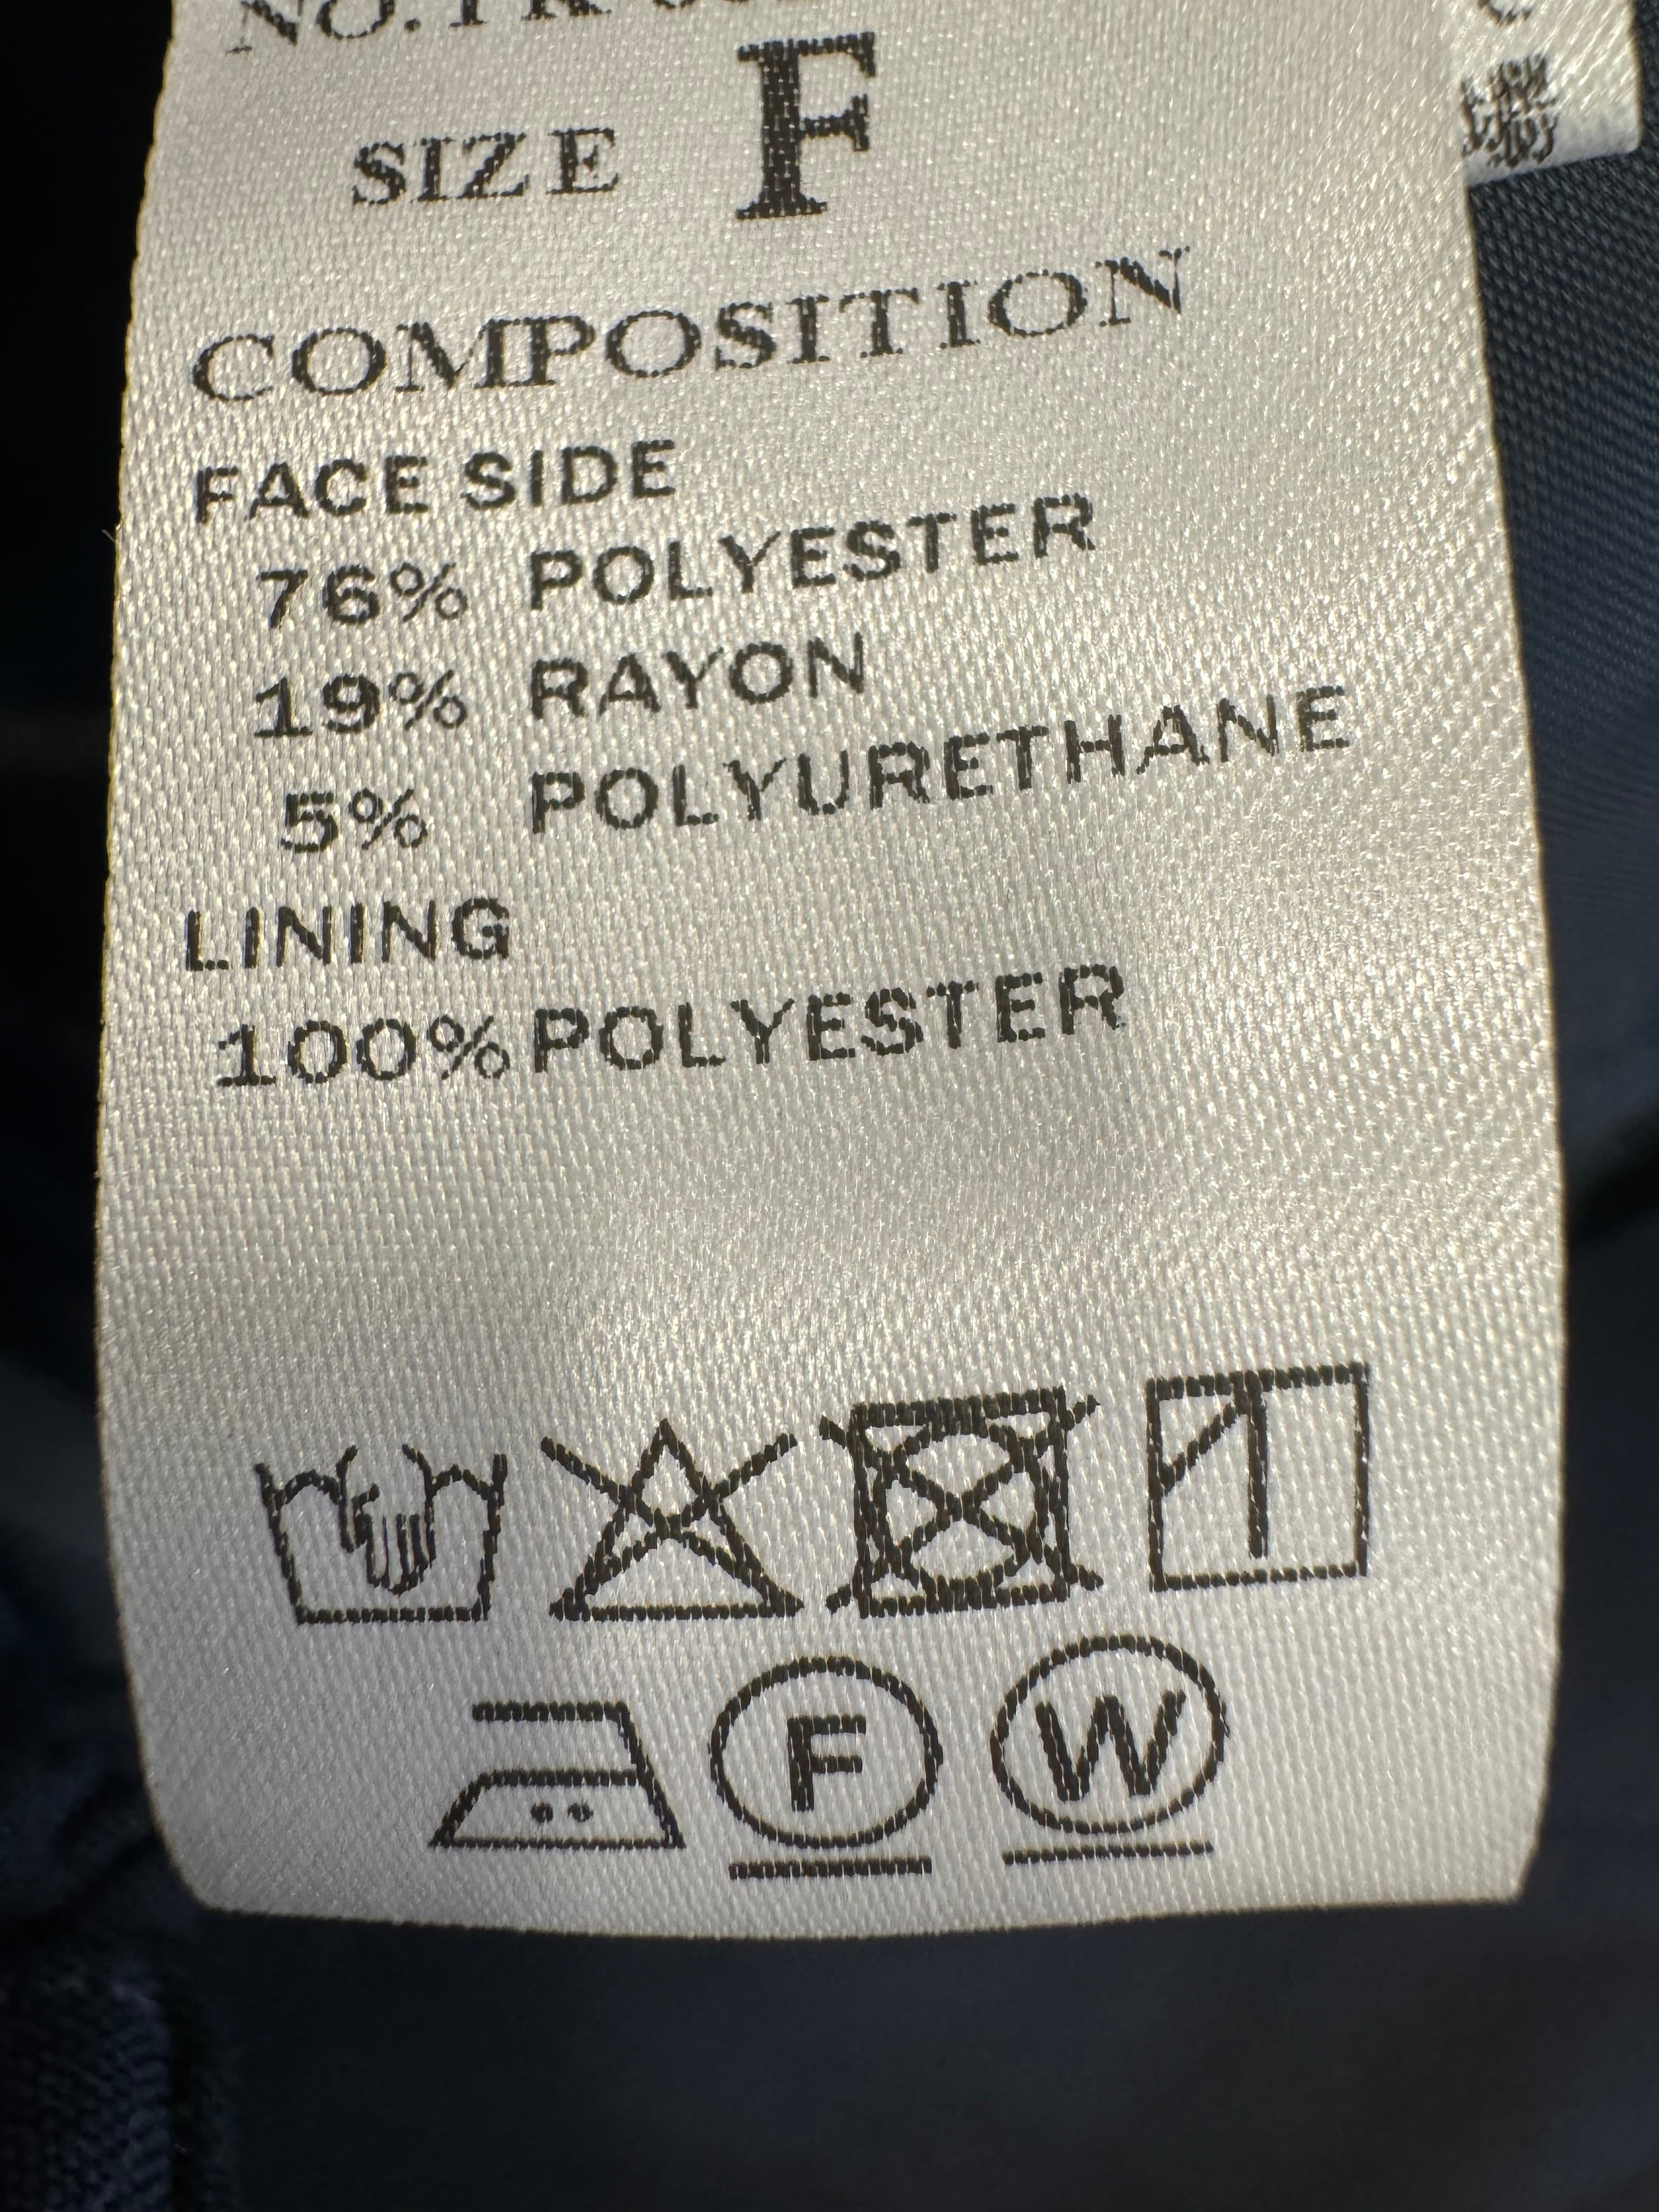 SIZE F
COMPOSITION
FACE SIDE
76% POLYESTER
19% RAYON
5% POLYURETHANE
LINING
100% POLYESTER
F W